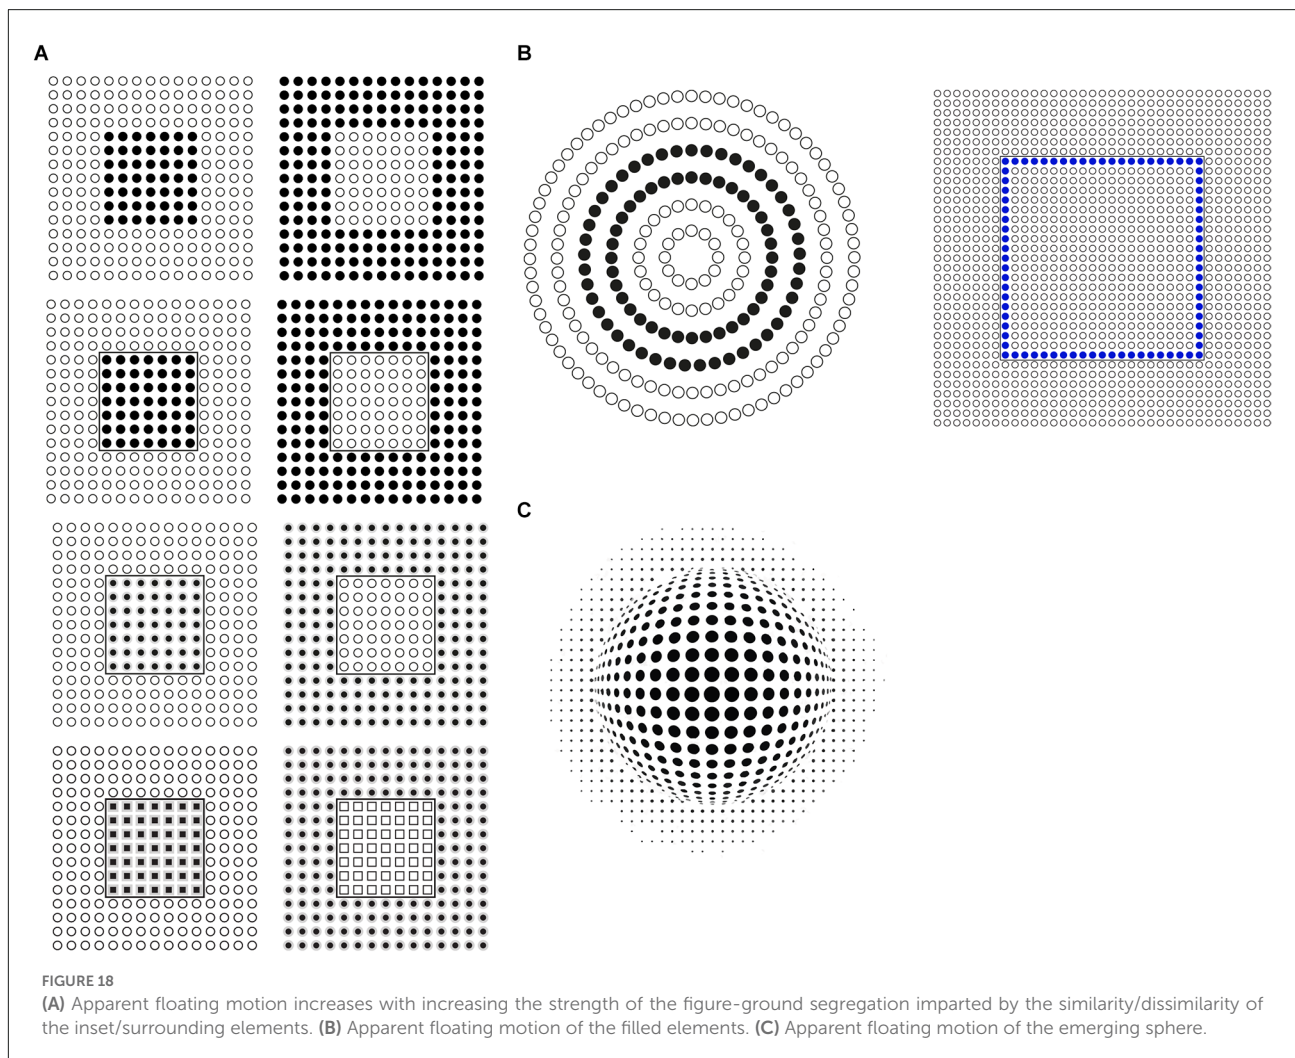 A
B
C
FIGURE 18
(A) Apparent floating motion increases with increasing the strength of the figure-ground segregation imparted by the similarity/dissimilarity of
the inset/surrounding elements. (B) Apparent floating motion of the filled elements. (C) Apparent floating motion of the emerging sphere.